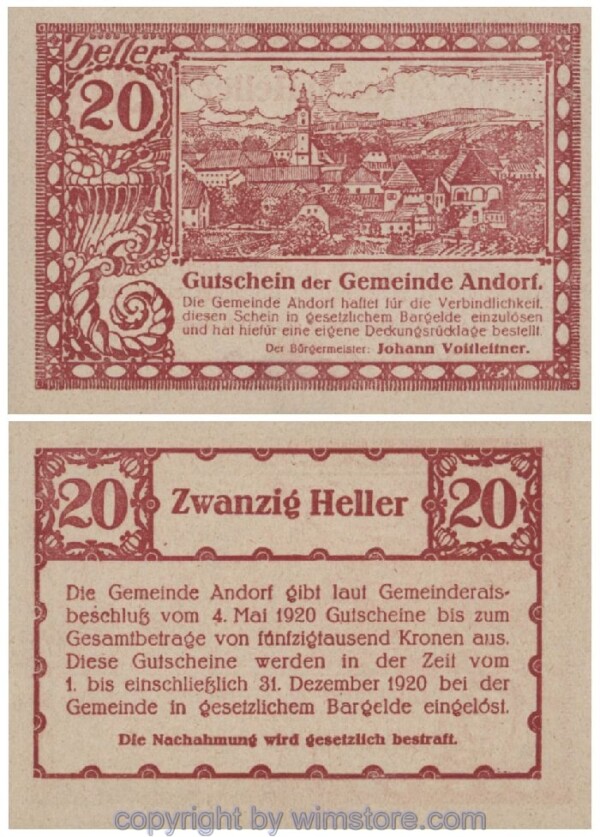 Heller
20
Gutschein der Gemeinde Andorf.
Die Gemeinde Andorf haftet für die Verbindlichkeit,
diesen Schein in gesetzlichem Bargelde einzulösen
und hat hiefür eine eigene Deckungsrücklage bestellt.
Der Bürgermeister: Johann Voitleitner.
20 Zwanzig Heller 20
Die Gemeinde Andorf gibt laut Gemeinderats-
beschluß vom 4. Mai 1920 Gutscheine bis zum
Gesamtbetrage von fünfzigtausend Kronen aus.
Diese Gutscheine werden in der Zeit vom
1. bis einschließlich 31. Dezember 1920 bei der
Gemeinde in gesetzlichem Bargelde eingelöst.
Die Nachahmung wird gesetzlich bestraft.
copyright by wimstore.com